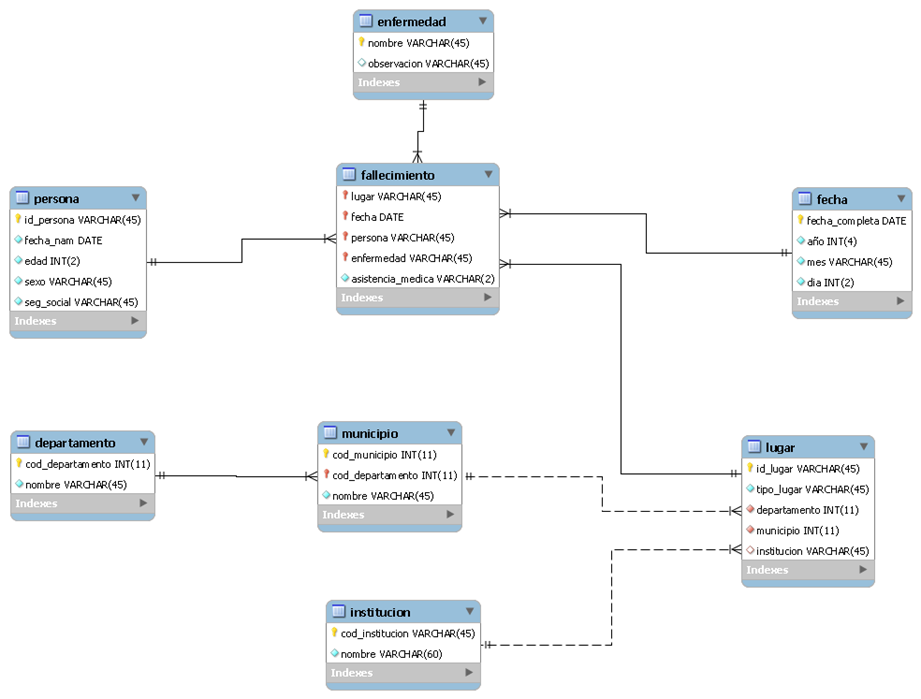 enfermedad
nombre VARCHAR(45)
observacion VARCHAR(45)
Indexes
fallecimiento
lugar VARCHAR(45)
fecha DATE
persona VARCHAR(45)
enfermedad VARCHAR(45)
asistencia_medica VARCHAR(2)
Indexes
persona
id_persona VARCHAR(45)
fecha_nam DATE
edad INT(2)
sexo VARCHAR(45)
seg_social VARCHAR(45)
Indexes
fecha
fecha_completa DATE
año INT(4)
mes VARCHAR(45)
dia INT(2)
Indexes
departamento
cod_departamento INT(11)
nombre VARCHAR(45)
Indexes
municipio
cod_municipio INT(11)
cod_departamento INT(11)
nombre VARCHAR(45)
Indexes
lugar
id_lugar VARCHAR(45)
tipo_lugar VARCHAR(45)
departamento INT(11)
municipio INT(11)
institucion VARCHAR(45)
Indexes
institucion
cod_institucion VARCHAR(45)
nombre VARCHAR(60)
Indexes